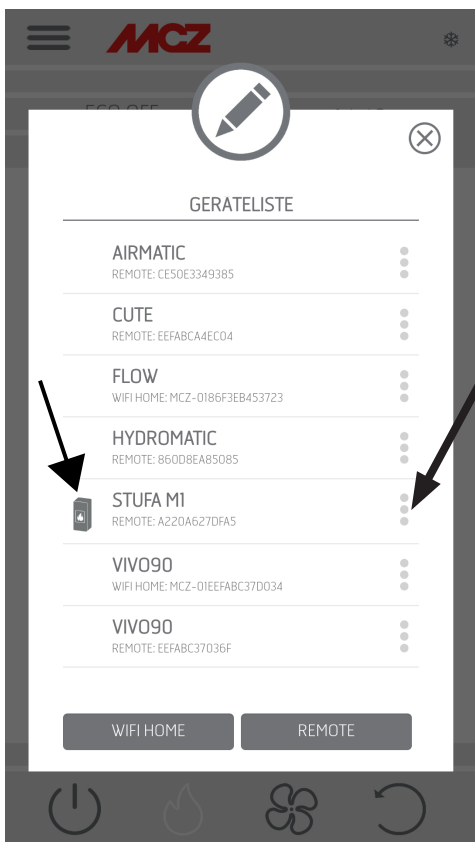 MCZ
GERATELISTE
AIRMATIC
REMOTE: CE50E3349385
CUTE
REMOTE: EEFABCA4EC04
FLOW
WIFI HOME: MCZ-0186F3EB453723
HYDROMATIC
REMOTE: 860D8EA85085
STUFA M1
REMOTE: A220A627DFA5
VIVO90
WIFI HOME: MCZ-01EEFABC37D034
VIVO90
REMOTE: EEFABC37036F
WIFI HOME
REMOTE